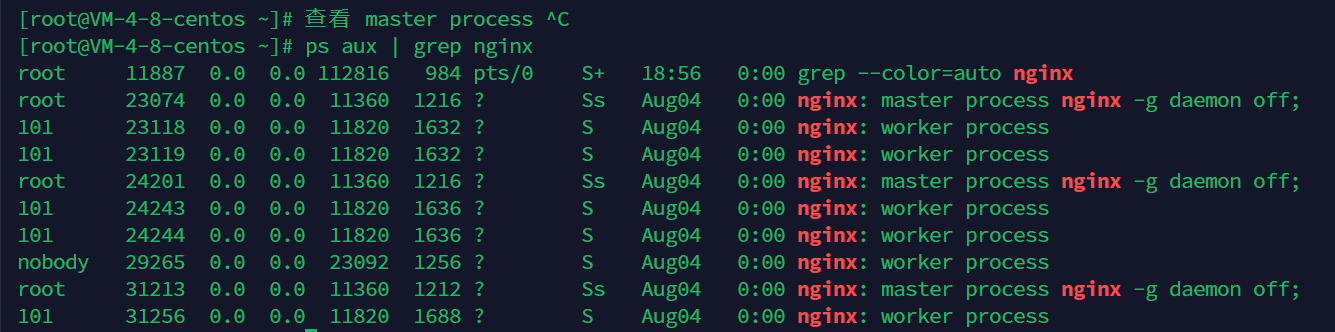 [root@VM-4-8-centos ~]# 查看 master process ^C
[root@VM-4-8-centos ~]# ps aux | grep nginx
root     11887  0.0  0.0 112816   984 pts/0    S+   18:56   0:00 grep --color=auto nginx
root     23074  0.0  0.0  11360  1216 ?        Ss   Aug04   0:00 nginx: master process nginx -g daemon off;
101      23118  0.0  0.0  11820  1632 ?        S    Aug04   0:00 nginx: worker process
101      23119  0.0  0.0  11820  1632 ?        S    Aug04   0:00 nginx: worker process
root     24201  0.0  0.0  11360  1216 ?        Ss   Aug04   0:00 nginx: master process nginx -g daemon off;
101      24243  0.0  0.0  11820  1636 ?        S    Aug04   0:00 nginx: worker process
101      24244  0.0  0.0  11820  1636 ?        S    Aug04   0:00 nginx: worker process
nobody   29265  0.0  0.0  23092  1256 ?        S    Aug04   0:00 nginx: worker process
root     31213  0.0  0.0  11360  1212 ?        Ss   Aug04   0:00 nginx: master process nginx -g daemon off;
101      31256  0.0  0.0  11820  1688 ?        S    Aug04   0:00 nginx: worker process